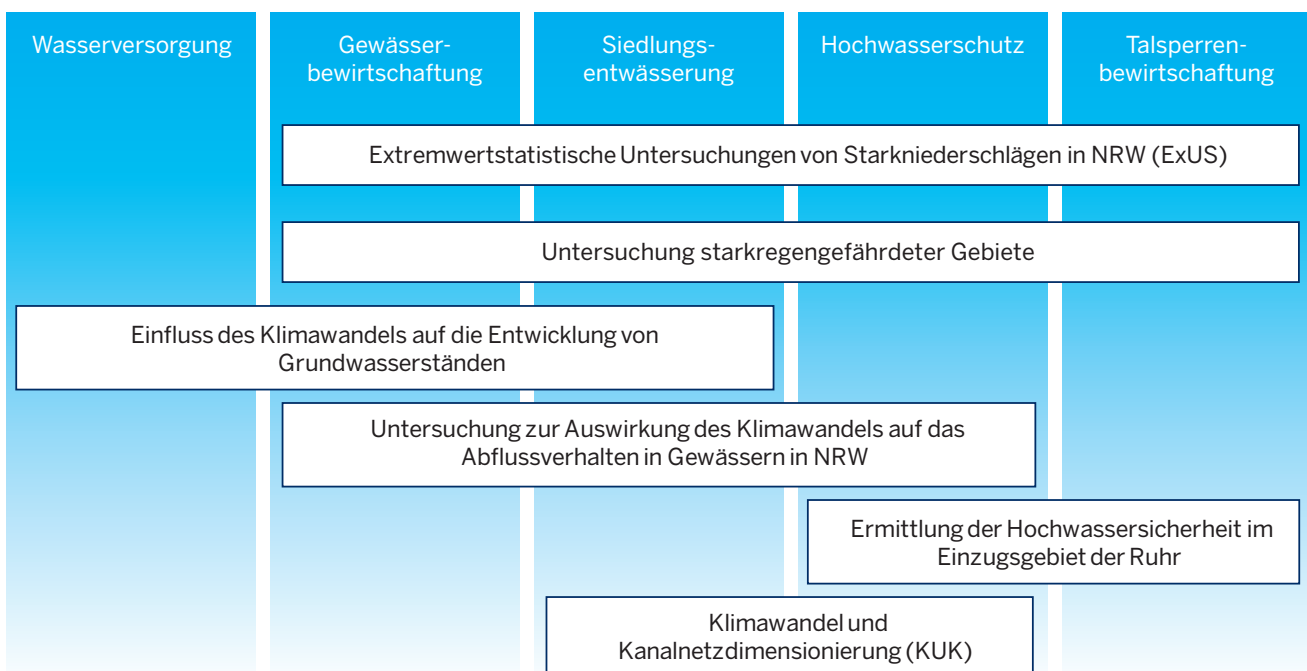 Wasserversorgung
Gewässer-
bewirtschaftung
Siedlungs-
entwässerung
Hochwasserschutz
Talsperren-
bewirtschaftung
Extremwertstatistische Untersuchungen von Starkniederschlägen in NRW (ExUS)
Untersuchung starkregengefährdeter Gebiete
Einfluss des Klimawandels auf die Entwicklung von
Grundwasserständen
Untersuchung zur Auswirkung des Klimawandels auf das
Abflussverhalten in Gewässern in NRW
Ermittlung der Hochwassersicherheit im
Einzugsgebiet der Ruhr
Klimawandel und
Kanalnetzdimensionierung (KUK)